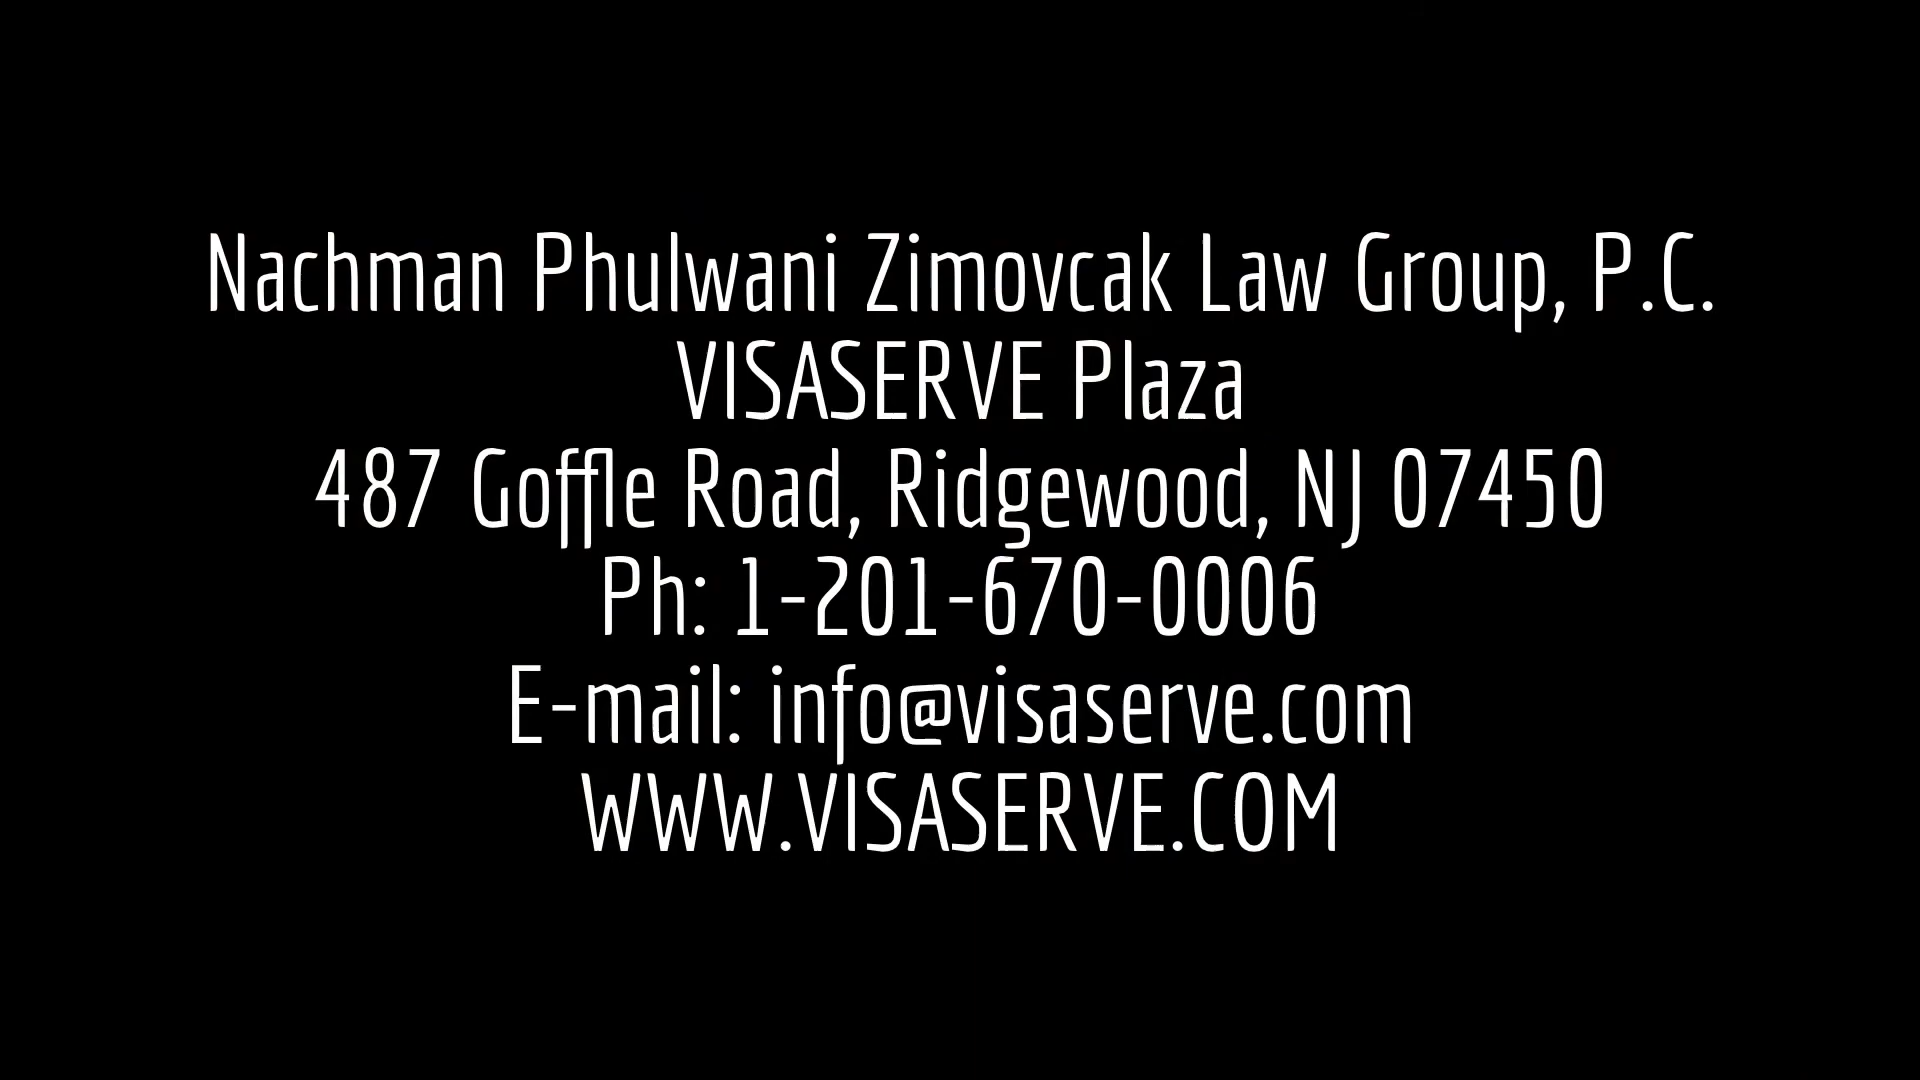 Nachman Phulwani Zimovcak Law Group, P.C.
VISASERVE Plaza
487 Goffle Road, Ridgewood, NJ 07450
Ph: 1-201-670-0006
E-mail: info@visaserve.com
WWW.VISASERVE.COM